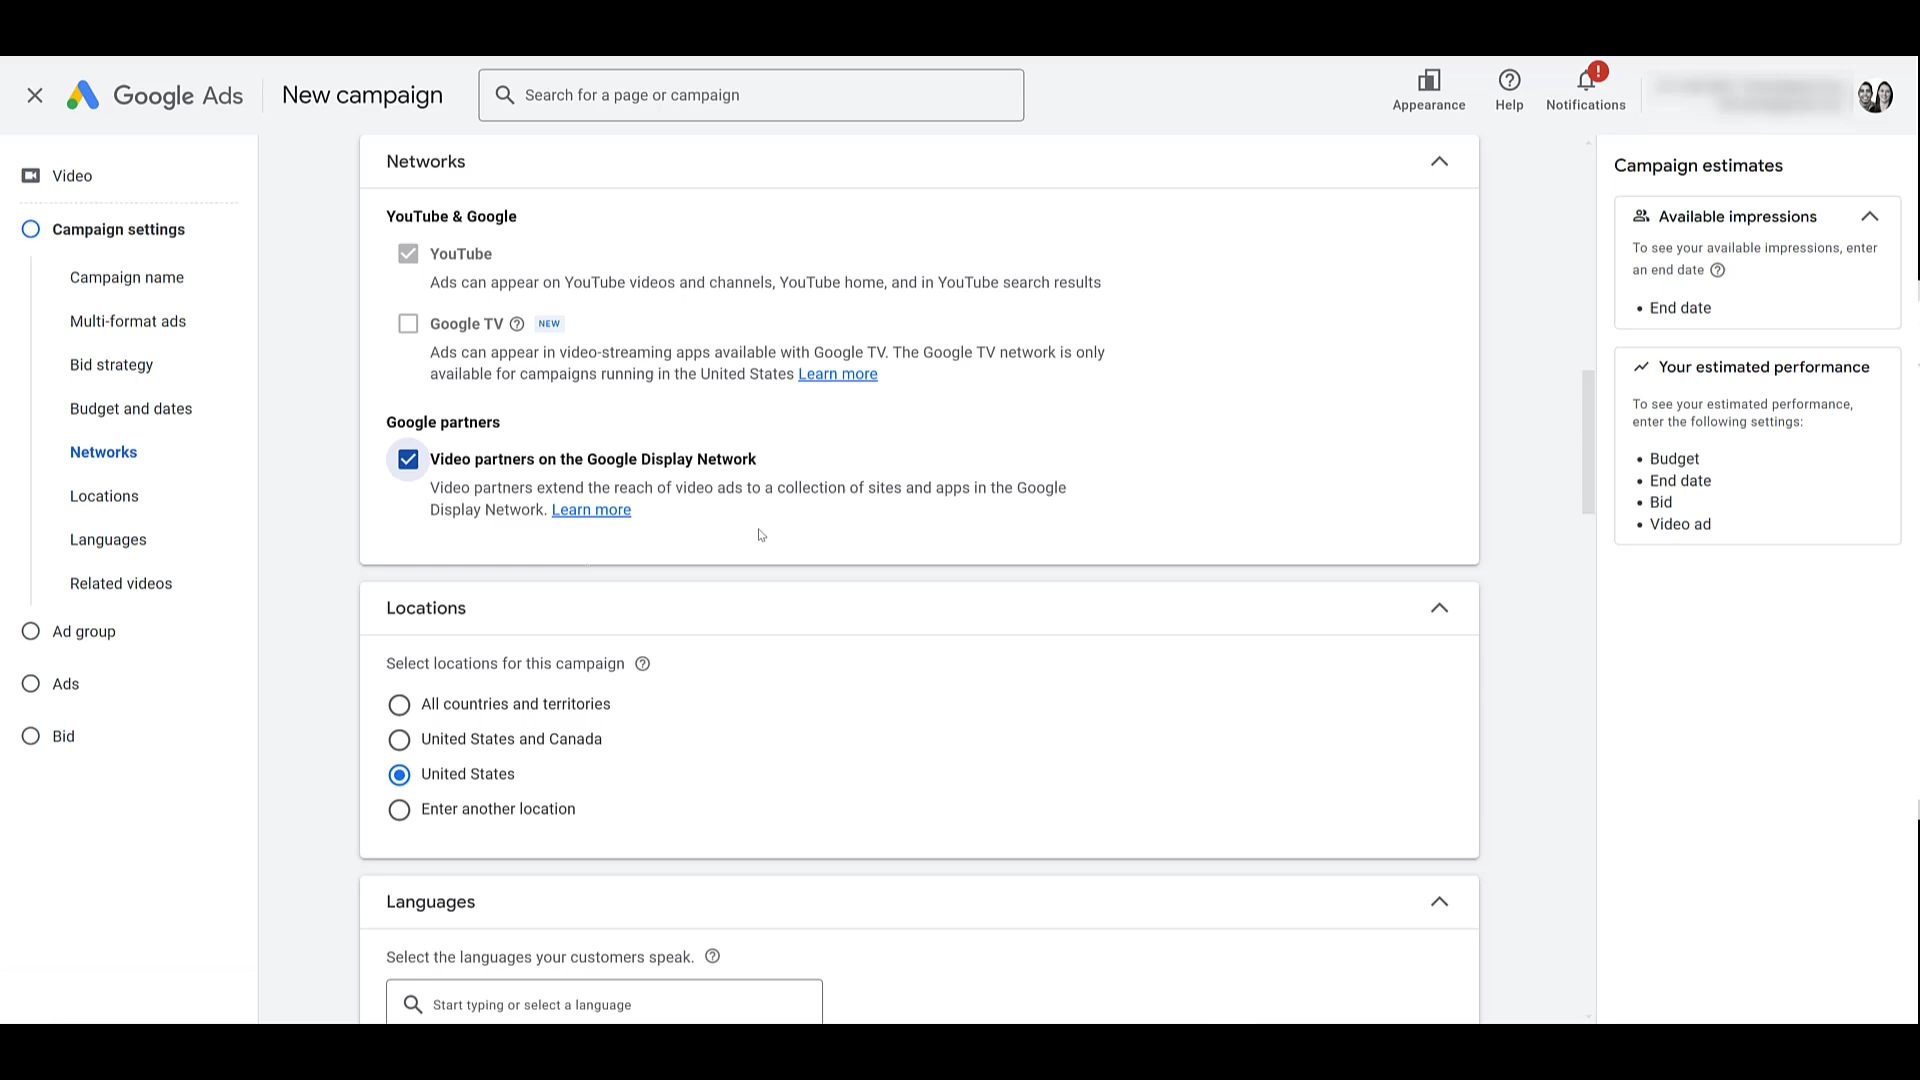 Google Ads
New campaign
Search for a page or campaign
Appearance
Help
!
Notifications
Video
Campaign settings
Campaign name
Multi-format ads
Bid strategy
Budget and dates
Networks
Locations
Languages
Related videos
Ad group
Ads
Bid
Networks
YouTube & Google
YouTube
Ads can appear on YouTube videos and channels, YouTube home, and in YouTube search results
Google TV NEW
Ads can appear in video-streaming apps available with Google TV. The Google TV network is only
available for campaigns running in the United States Learn more
Google partners
Video partners on the Google Display Network
Video partners extend the reach of video ads to a collection of sites and apps in the Google
Display Network. Learn more
Locations
Select locations for this campaign
All countries and territories
United States and Canada
United States
Enter another location
Languages
Select the languages your customers speak.
Start typing or select a language
Campaign estimates
Available impressions
To see your available impressions, enter
an end date
• End date
Your estimated performance
To see your estimated performance,
enter the following settings:
• Budget
• End date
• Bid
• Video ad